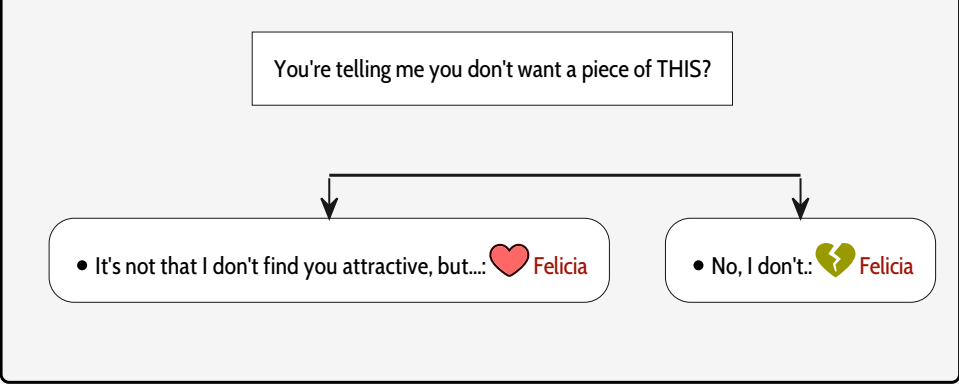 You're telling me you don't want a piece of THIS?
• It's not that I don't find you attractive, but...: Felicia
• No, I don't.: Felicia